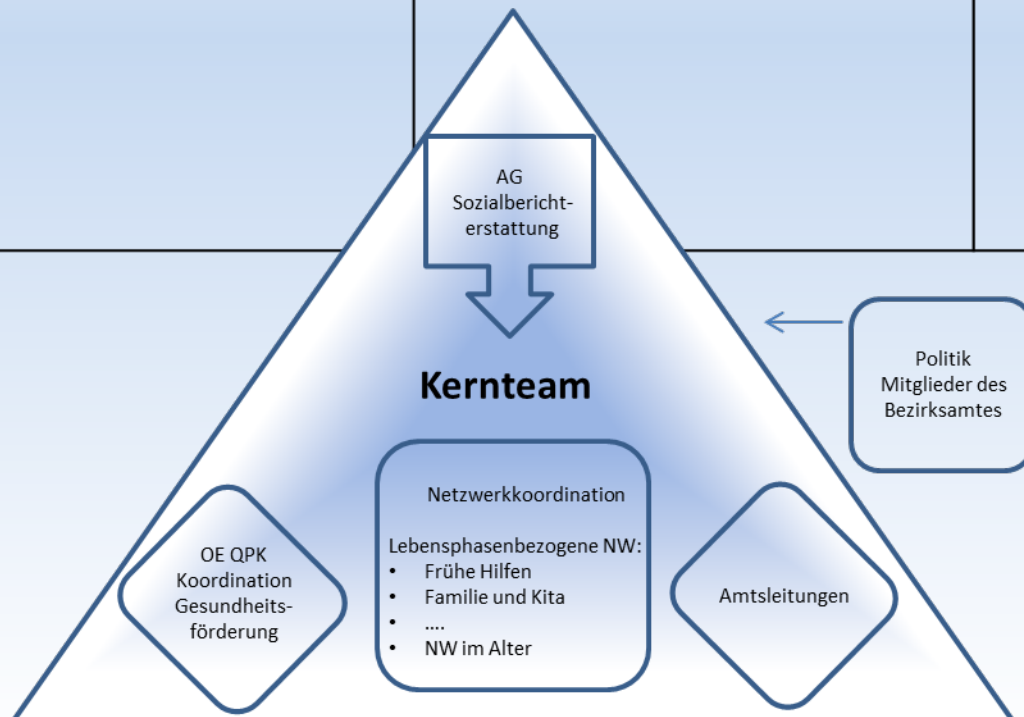 AG
Sozialbericht-
erstattung
Kernteam
Politik
Mitglieder des
Bezirksamtes
OE QPK
Koordination
Gesundheits-
förderung
Netzwerkkoordination
Lebensphasenbezogene NW:
• Frühe Hilfen
• Familie und Kita
• ....
• NW im Alter
Amtsleitungen